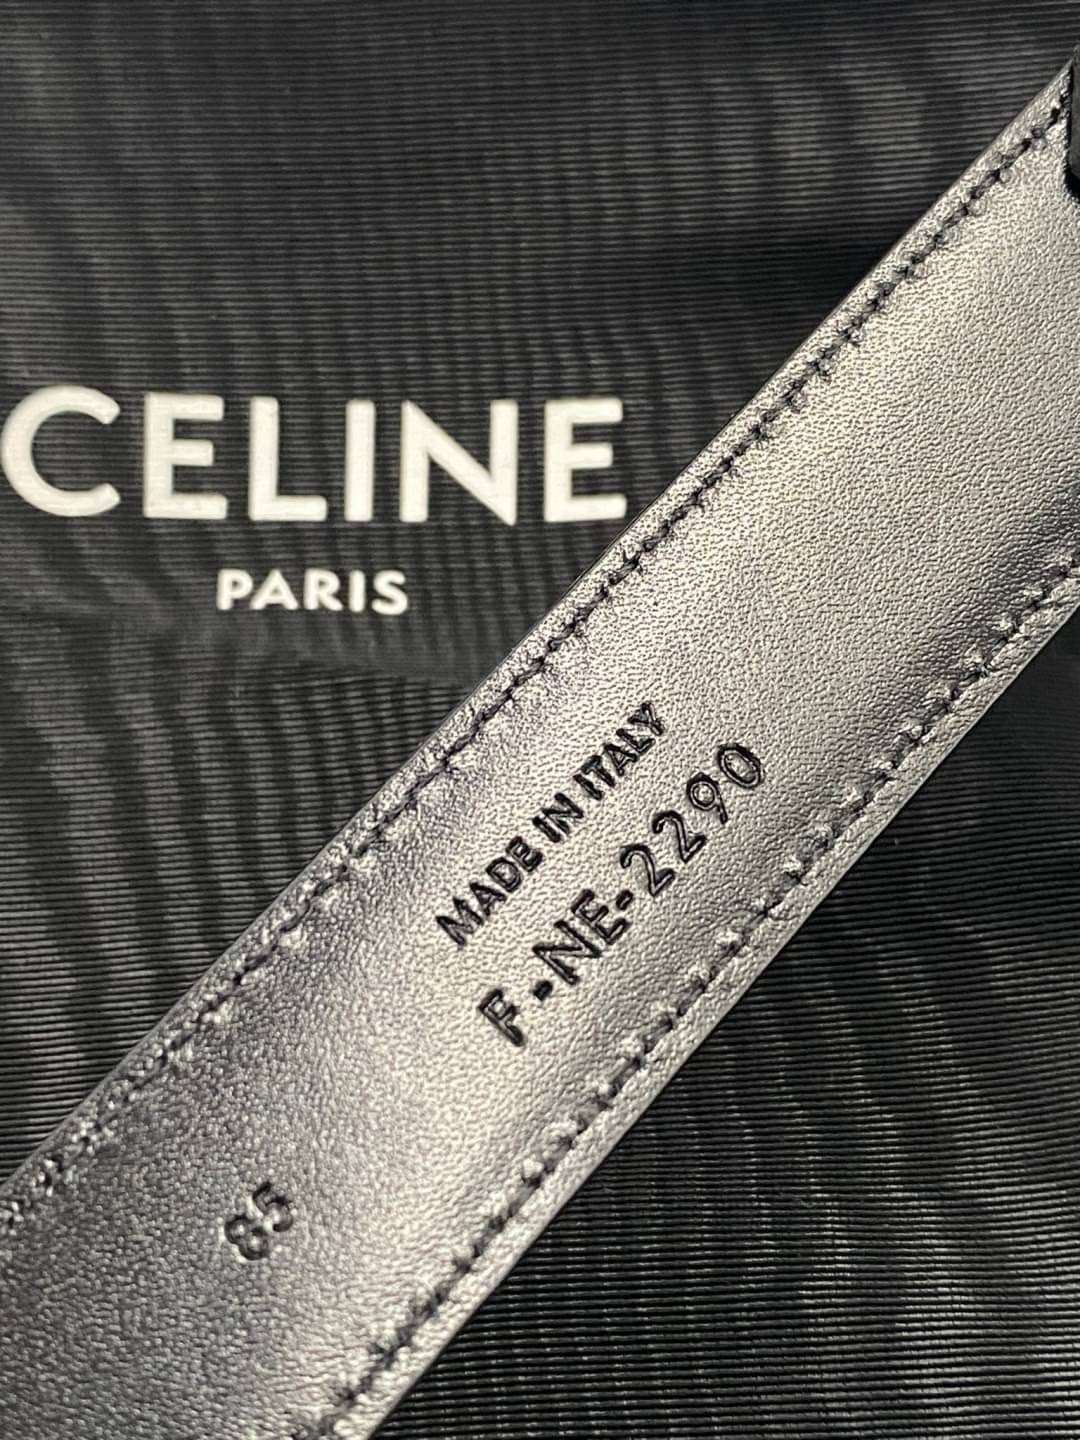 CELINE
PARIS
MADE IN ITALY
F-NE-2290
85